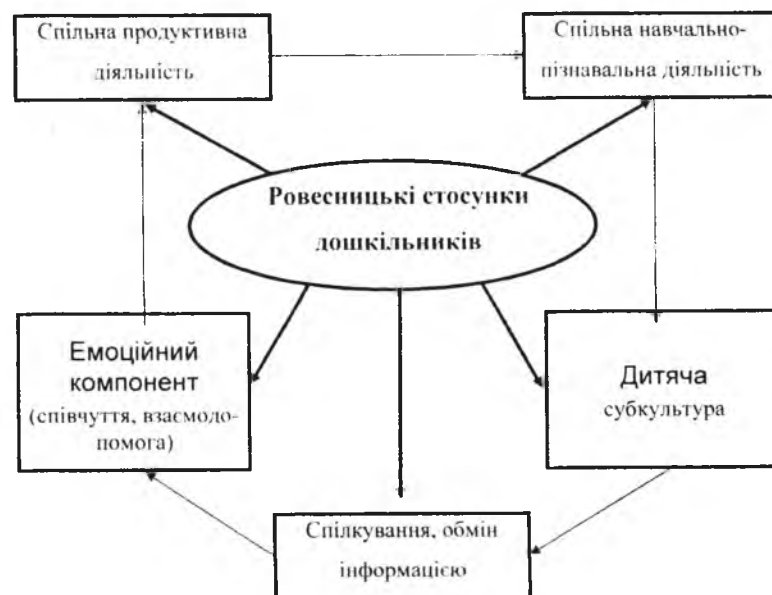 Спільна продуктивна
діяльність
Спільна навчально-
пізнавальна діяльність
Ровесницькі стосунки
дошкільників
Емоційний
компонент
(співчуття, взаємодо-
помога)
Дитяча
субкультура
Спілкування, обмін
інформацією